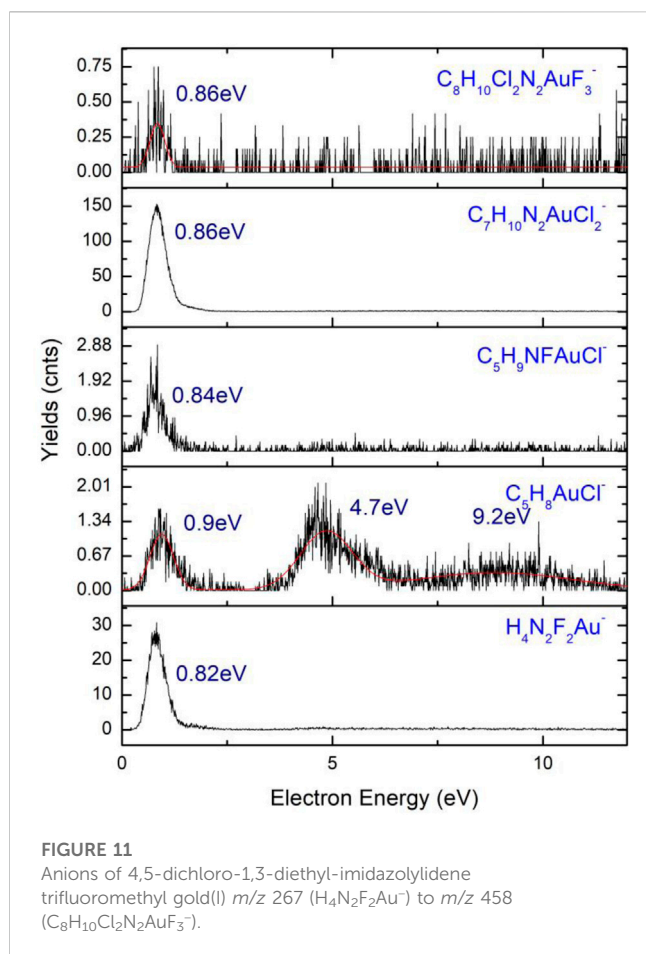 0.75
0.50
0.25
0.00
0.86eV
C₈H₁₀Cl₂N₂AuF₃⁻
150
100
50
0
0.86eV
C₇H₁₀N₂AuCl₂⁻
2.88
1.92
0.96
0.00
0.84eV
C₅H₉NFAuCl⁻
2.01
1.34
0.67
0.00
0.9eV
4.7eV
9.2eV
C₅H₈AuCl⁻
30
20
10
0
0.82eV
H₄N₂F₂Au⁻
Yields (cnts)
0 5 10
Electron Energy (eV)
FIGURE 11
Anions of 4,5-dichloro-1,3-diethyl-imidazolylidene
trifluoromethyl gold(I) m/z 267 (H₄N₂F₂Au⁻) to m/z 458
(C₈H₁₀Cl₂N₂AuF₃⁻).